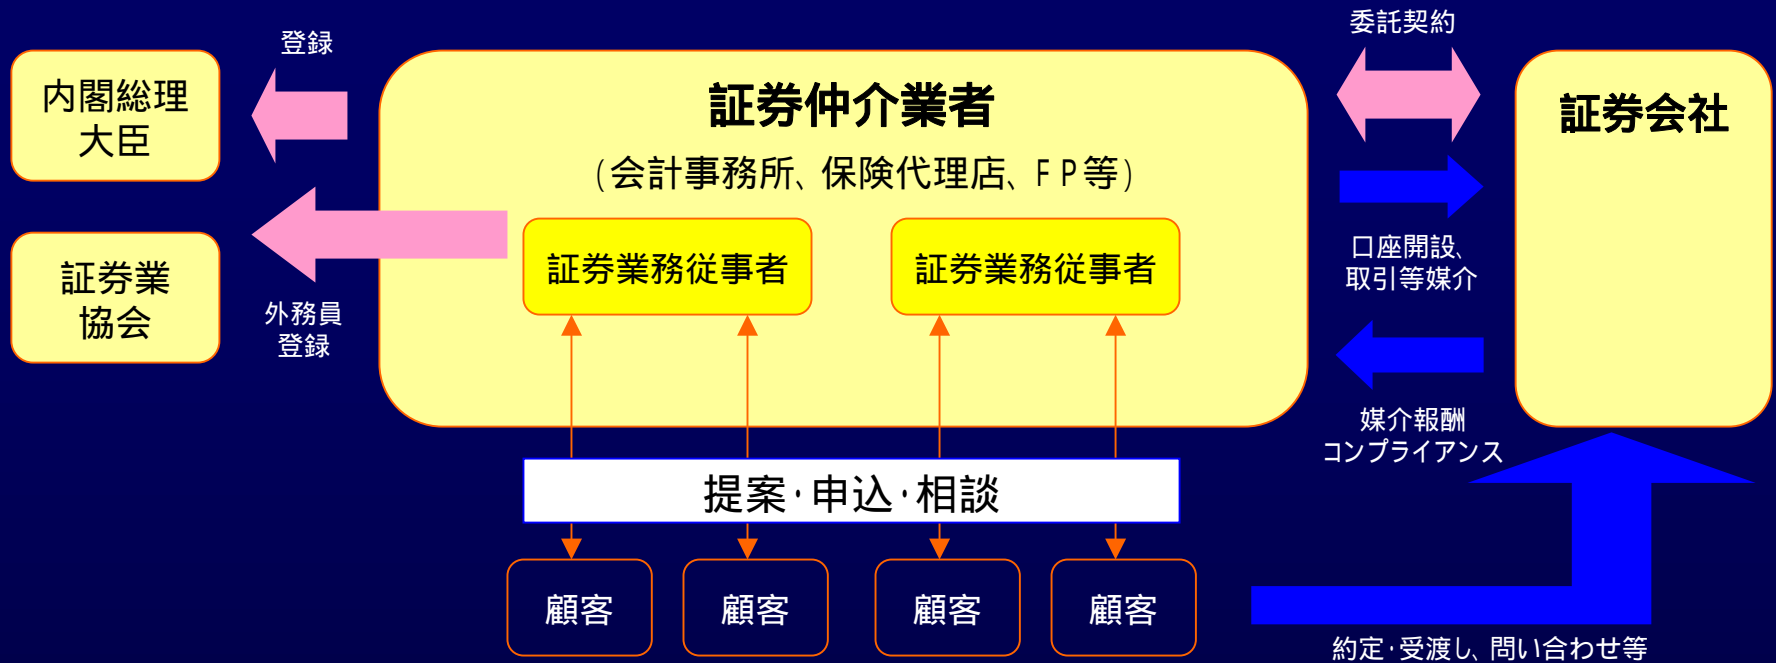 登録
内閣総理
大臣
証券業
協会
外務員
登録
証券仲介業者
(会計事務所、保険代理店、FP等)
証券業務従事者
証券業務従事者
委託契約
証券会社
口座開設、
取引等媒介
媒介報酬
コンプライアンス
提案・申込・相談
顧客
顧客
顧客
顧客
約定・受渡し、問い合わせ等